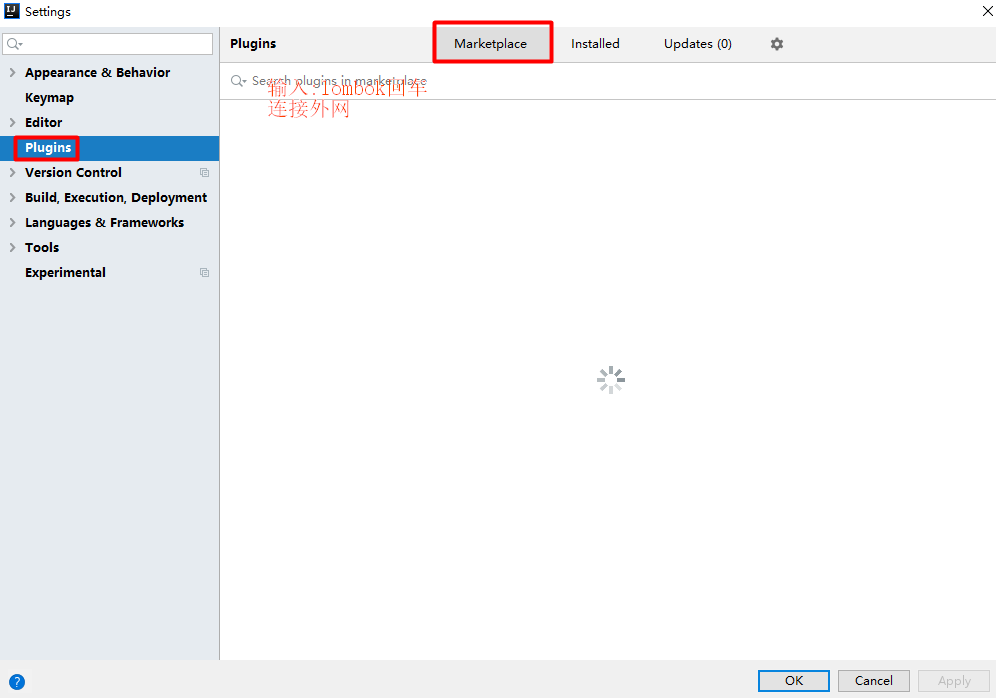 Settings
Plugins
Marketplace
Installed
Updates (0)
Search plugins in marketplace
输入:lombok回车
连接外网
Appearance & Behavior
Keymap
Editor
Plugins
Version Control
Build, Execution, Deployment
Languages & Frameworks
Tools
Experimental
?
OK
Cancel
Apply